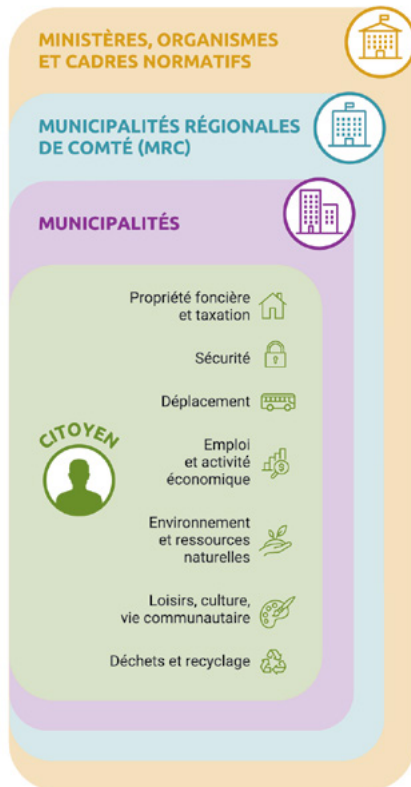 MINISTÈRES, ORGANISMES
ET CADRES NORMATIFS
MUNICIPALITÉS RÉGIONALES
DE COMTÉ (MRC)
MUNICIPALITÉS
Propriété foncière
et taxation
Sécurité
Déplacement
CITOYEN
Emploi
et activité
économique
Environnement
et ressources
naturelles
Loisirs, culture,
vie communautaire
Déchets et recyclage